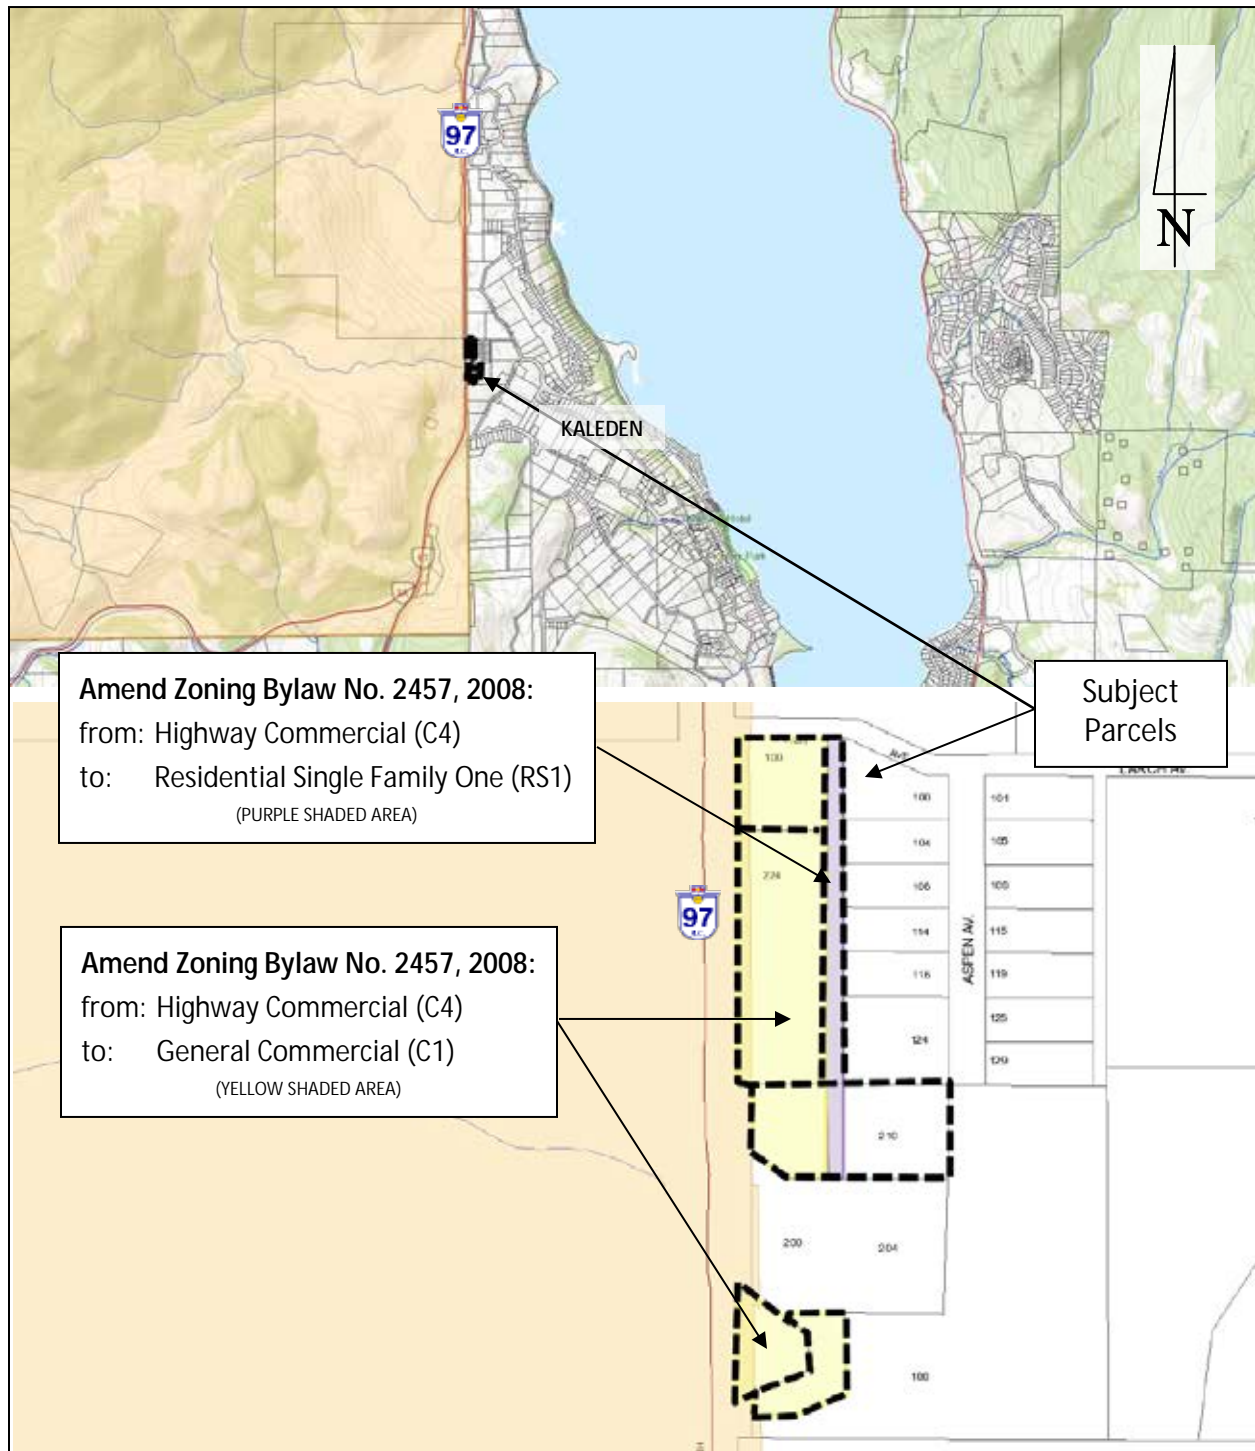 97
B.C.
N
KALEDEN
Subject
Parcels
Amend Zoning Bylaw No. 2457, 2008:
from: Highway Commercial (C4)
to: Residential Single Family One (RS1)
(PURPLE SHADED AREA)
Amend Zoning Bylaw No. 2457, 2008:
from: Highway Commercial (C4)
to: General Commercial (C1)
(YELLOW SHADED AREA)
97
B.C.
AVE
LARCH AV.
ASPEN AV.
100
224
100
104
106
114
118
124
101
105
109
115
119
125
129
210
200
204